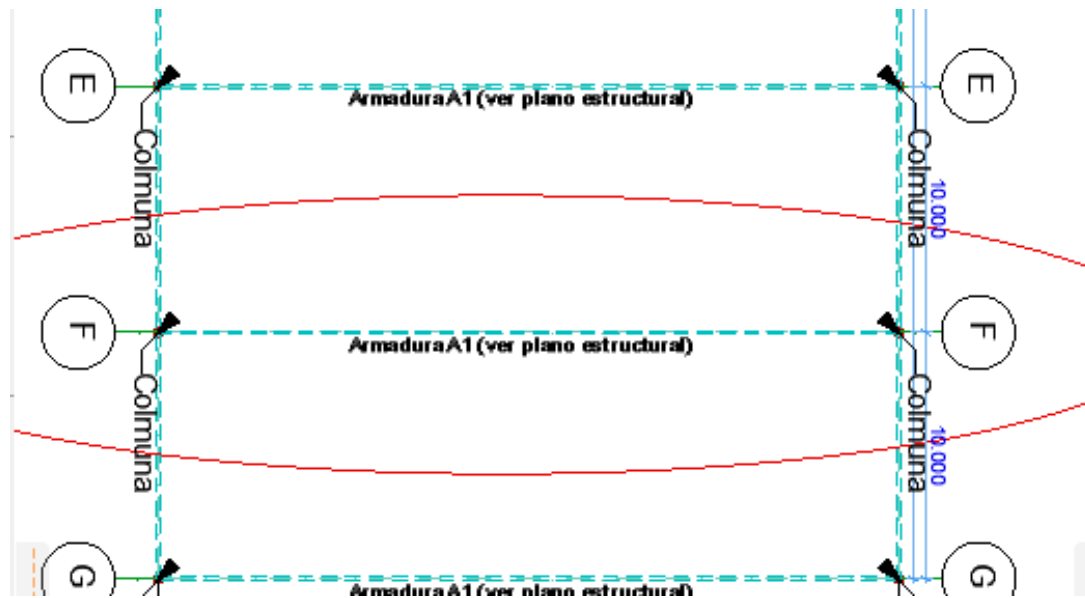 E
E
Armadura A1 (ver plano estructural)
Colmuna
Colmuna
10.000
F
F
Armadura A1 (ver plano estructural)
Colmuna
Colmuna
10.000
G
G
Armadura A1 (ver plano estructural)